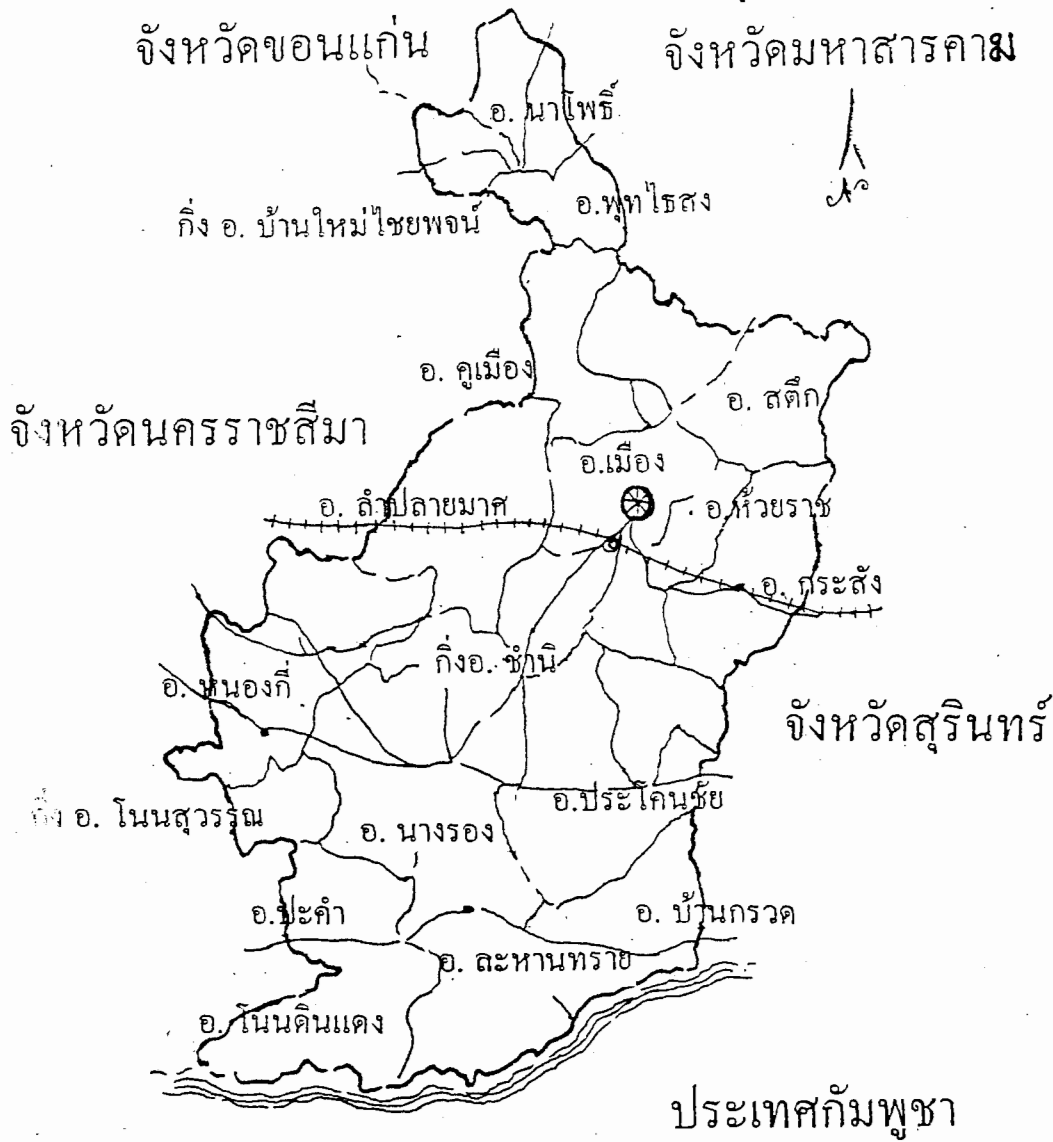 จังหวัดขอนแก่น
จังหวัดมหาสารคาม
อ. นาโพธิ์
อ.พุทไธสง
กิ่ง อ. บ้านใหม่ไชยพจน์
อ. คูเมือง
อ. สตึก
จังหวัดนครราชสีมา
อ.เมือง
อ. ลำปลายมาศ
อ.ห้วยราช
อ. กระสัง
กิ่งอ. ชำนิ
อ. หนองกี่
จังหวัดสุรินทร์
กิ่ง อ. โนนสุวรรณ
อ.ประโคนชัย
อ. นางรอง
อ.ปะคำ
อ. บ้านกรวด
อ. ละหานทราย
อ. โนนดินแดง
ประเทศกัมพูชา